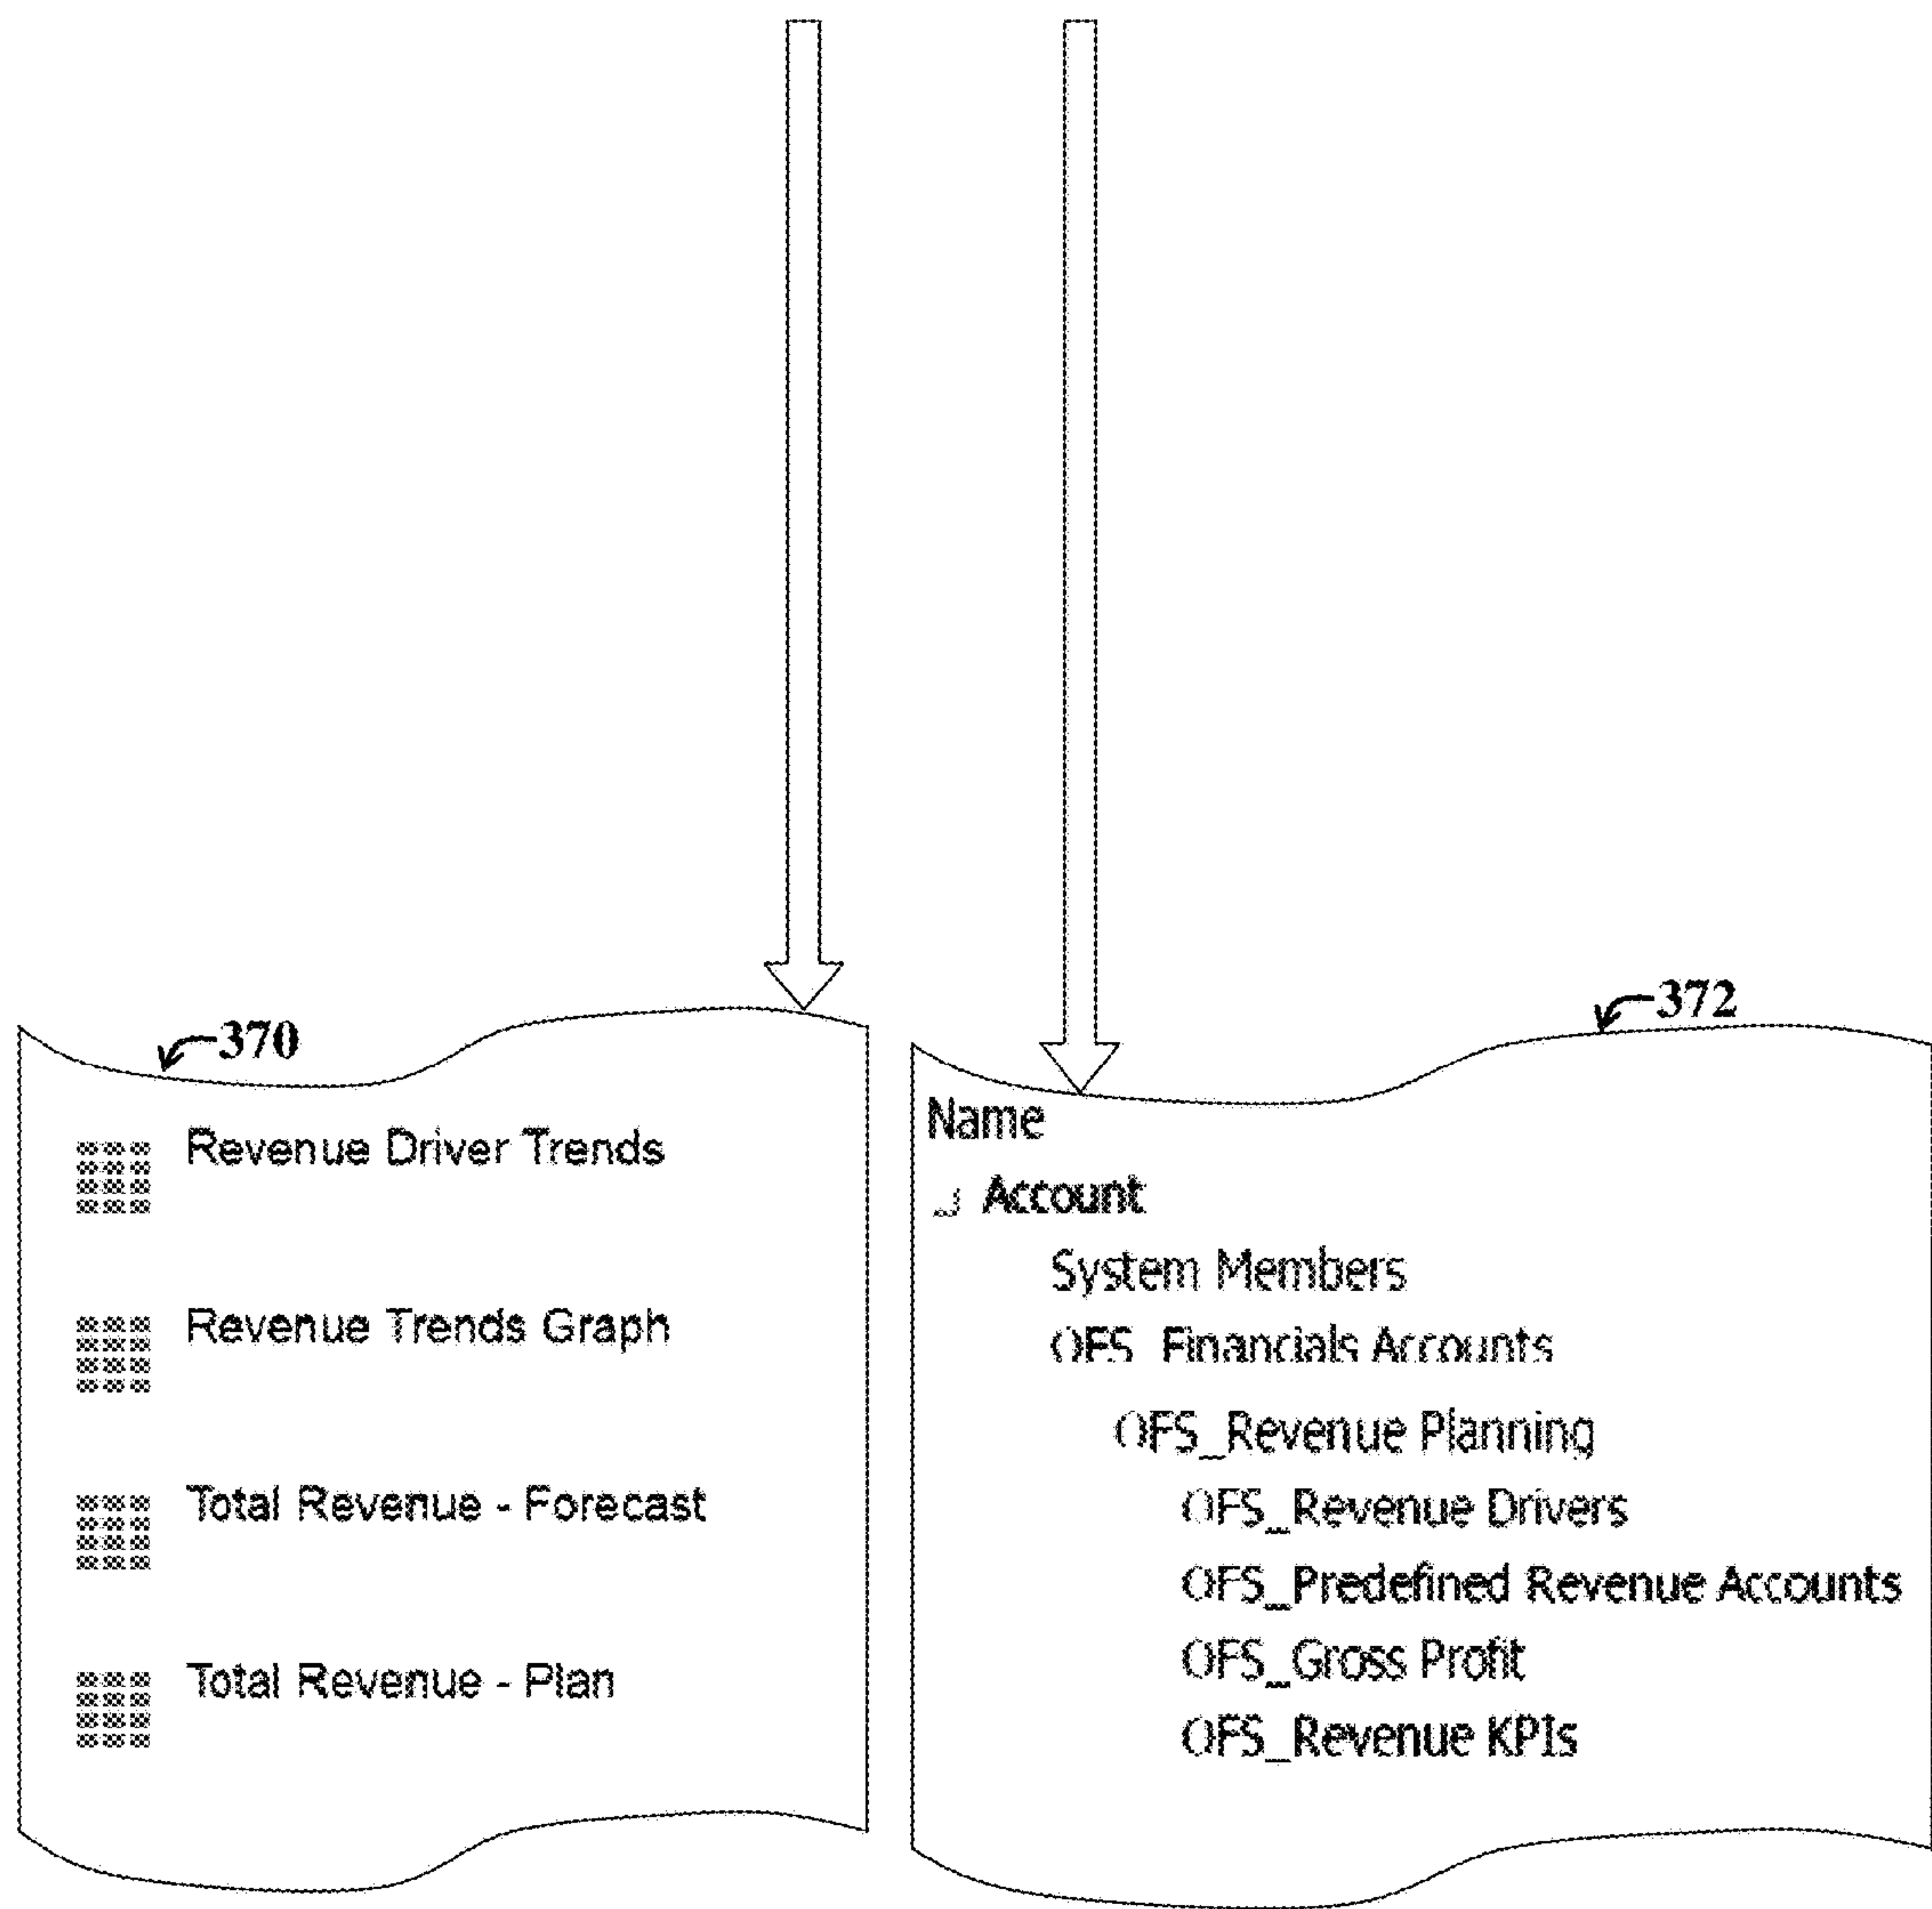 370
Revenue Driver Trends
Revenue Trends Graph
Total Revenue - Forecast
Total Revenue - Plan
372
Name
Account
System Members
OFS_Financials Accounts
OFS_Revenue Planning
OFS_Revenue Drivers
OFS_Predefined Revenue Accounts
OFS_Gross Profit
OFS_Revenue KPIs